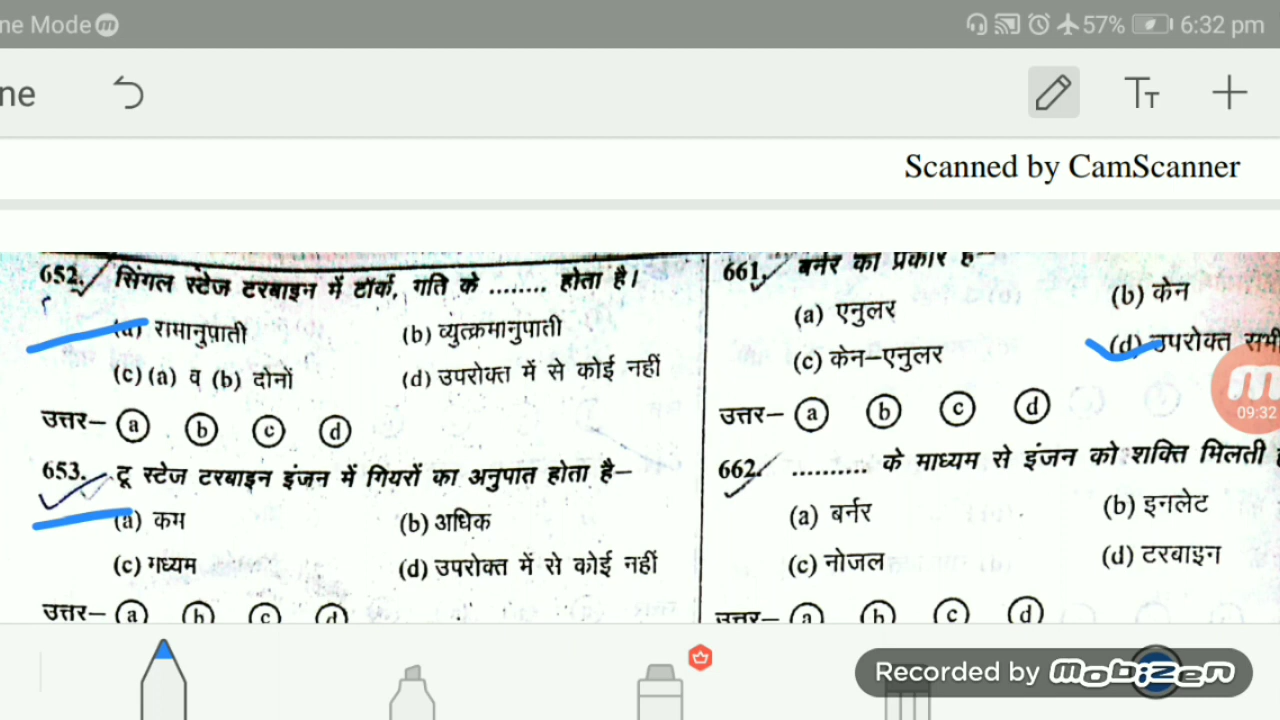 ne Mode
57% 6:32 pm
ne
Scanned by CamScanner
652. सिंगल स्टेज टरबाइन में टॉर्क, गति के ........ होता है।
(a) रामानुपाती (b) व्युत्क्रमानुपाती
(c) (a) व (b) दोनों (d) उपरोक्त में से कोई नहीं
उत्तर– a b c d
653. टू स्टेज टरबाइन इंजन में गियरों का अनुपात होता है–
(a) कम (b) अधिक
(c) गध्यम (d) उपरोक्त में से कोई नहीं
उत्तर– a b c d
661. बर्नर का प्रकार है–
(a) एनुलर (b) केन
(c) केन–एनुलर (d) उपरोक्त सभी
उत्तर– a b c d
09:32
662. .......... के माध्यम से इंजन को शक्ति मिलती
(a) बर्नर (b) इनलेट
(c) नोजल (d) टरबाइन
उत्तर– a b c d
Recorded by mobizen